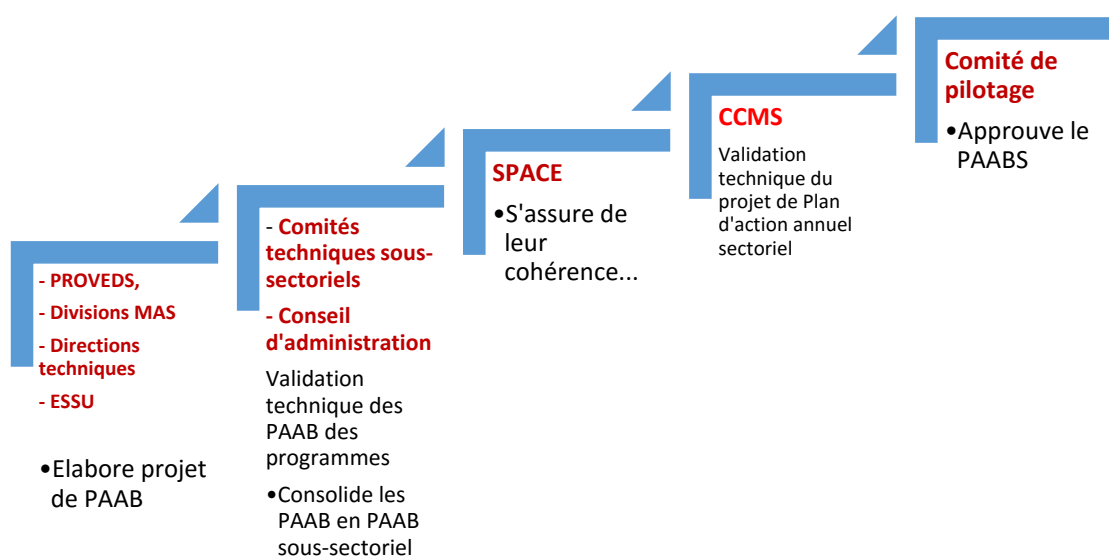 - PROVEDS,
- Divisions MAS
- Directions
techniques
- ESSU
•Elabore projet
de PAAB
- Comités
techniques sous-
sectoriels
- Conseil
d'administration
Validation
technique des
PAAB des
programmes
•Consolide les
PAAB en PAAB
sous-sectoriel
SPACE
•S'assure de
leur
cohérence...
CCMS
Validation
technique du
projet de Plan
d'action annuel
sectoriel
Comité de
pilotage
•Approuve le
PAABS